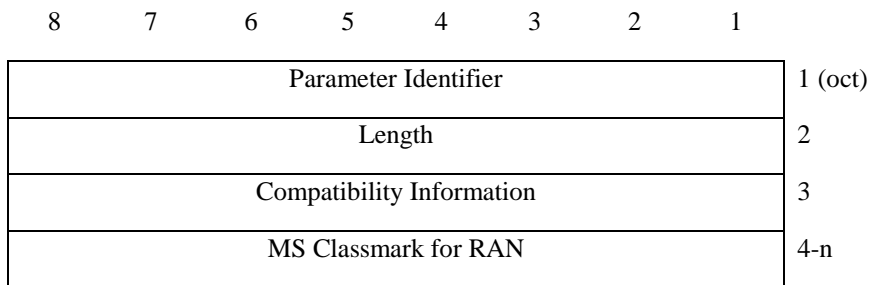 8 7 6 5 4 3 2 1
Parameter Identifier 1 (oct)
Length 2
Compatibility Information 3
MS Classmark for RAN 4-n